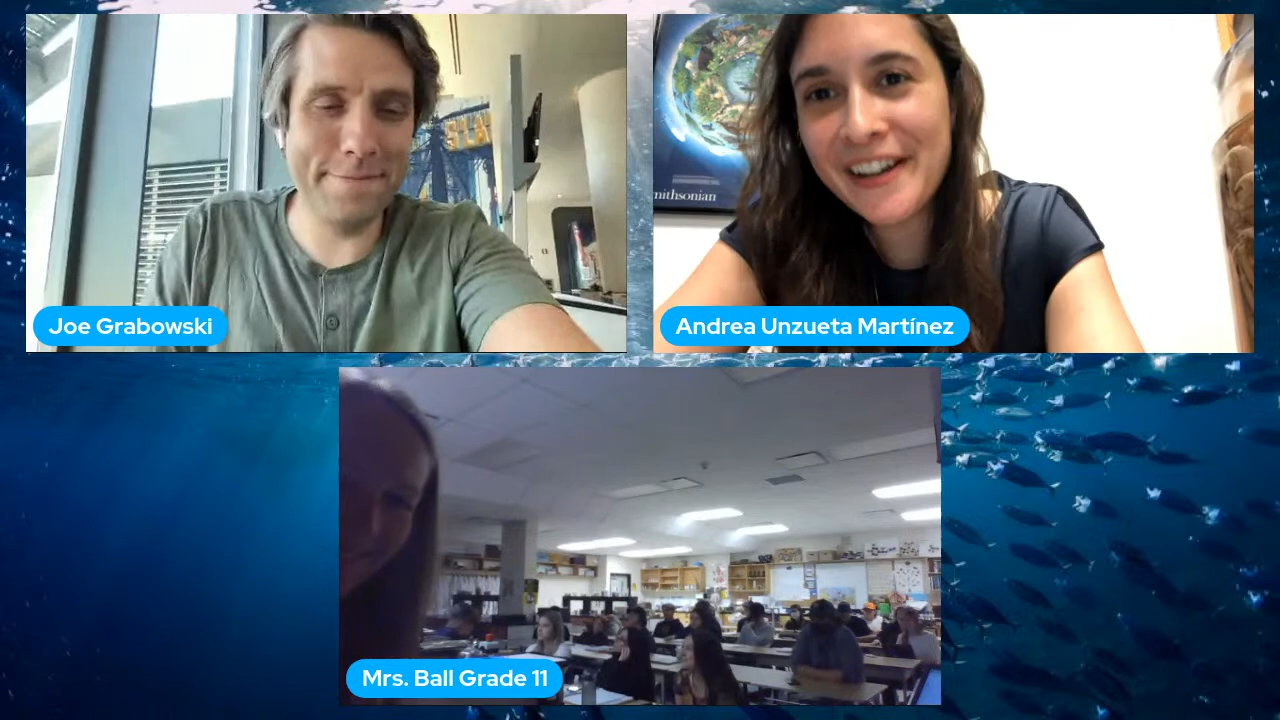 mithsonian
Joe Grabowski
Andrea Unzueta Martínez
Mrs. Ball Grade 11